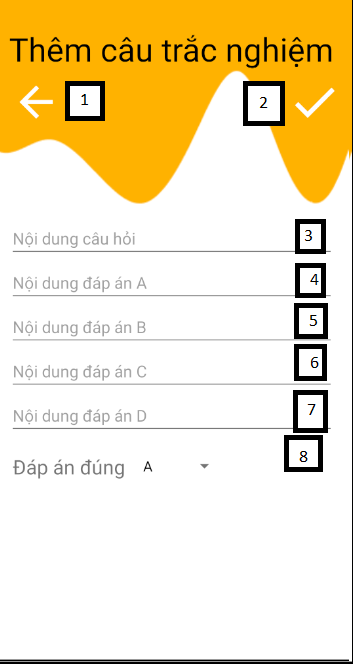 Thêm câu trắc nghiệm
1
2
Nội dung câu hỏi 3
Nội dung đáp án A 4
Nội dung đáp án B 5
Nội dung đáp án C 6
Nội dung đáp án D 7
Đáp án đúng A 8